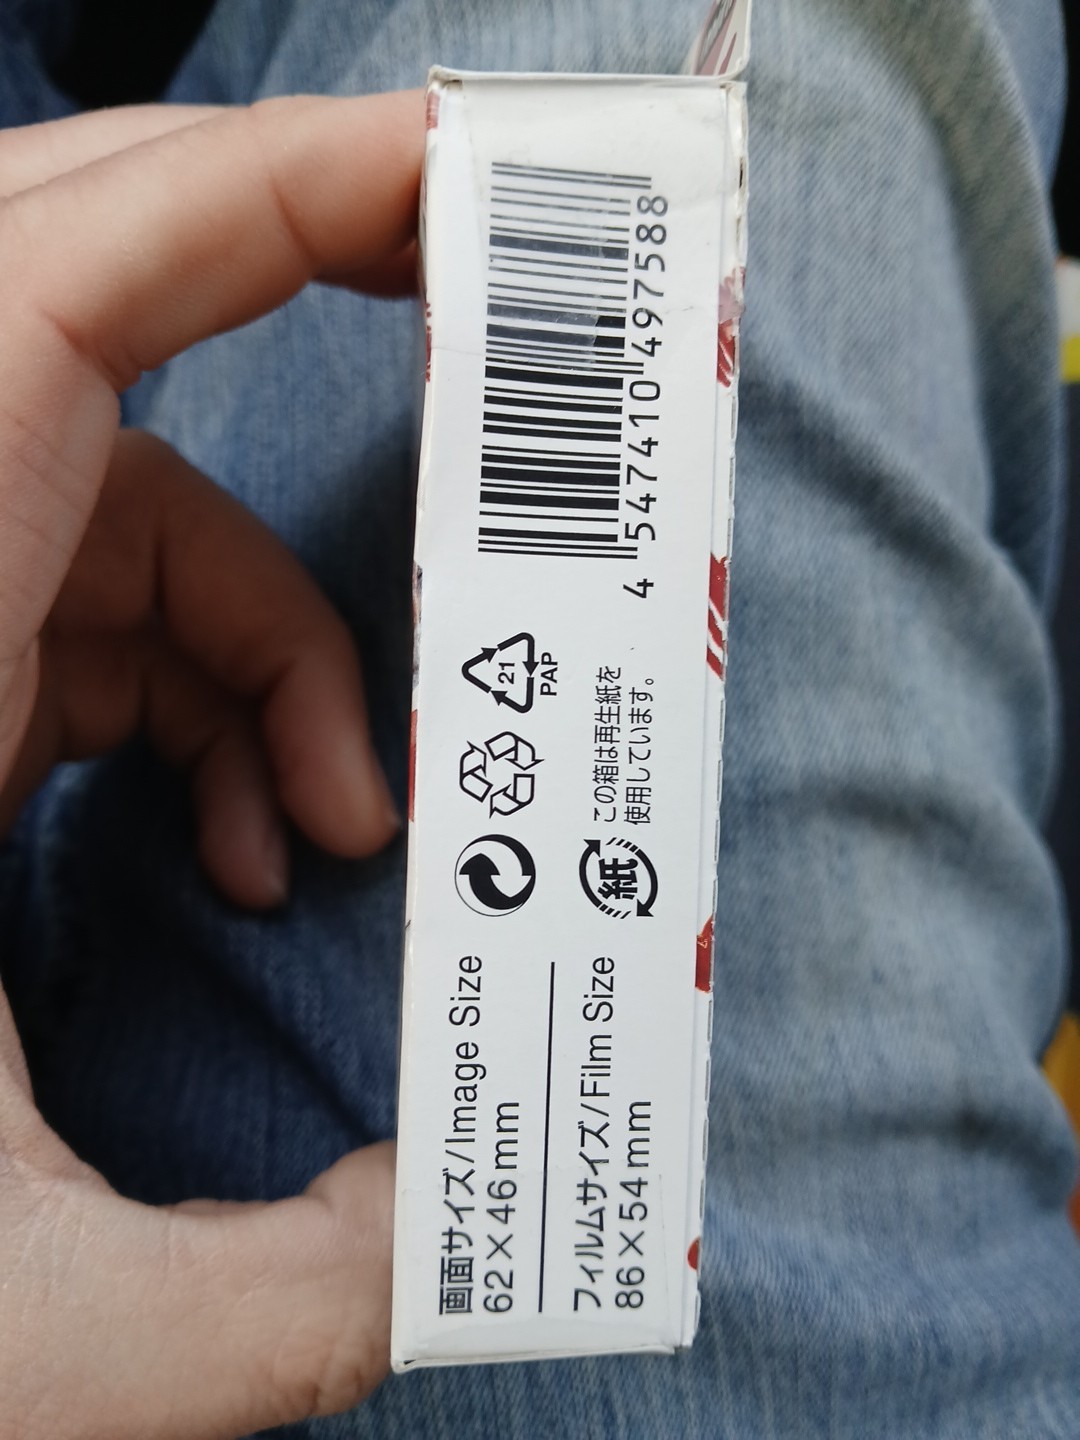 画面サイズ/Image Size
62×46mm
フィルムサイズ/Film Size
86×54mm
紙
この箱は再生紙を
使用しています。
21
PAP
4 547410 497588